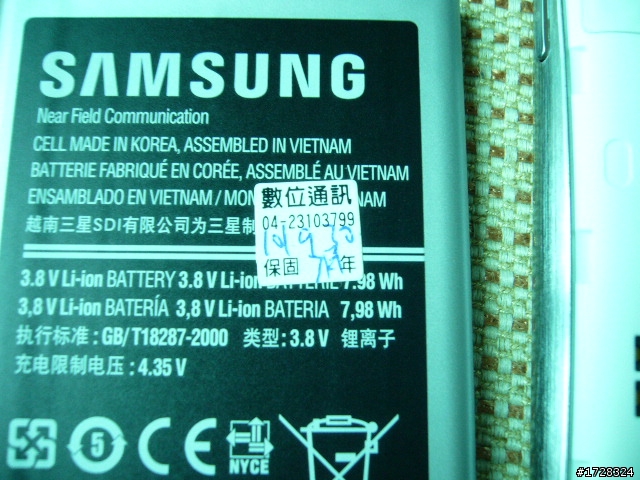 SAMSUNG
Near Field Communication
CELL MADE IN KOREA, ASSEMBLED IN VIETNAM
BATTERIE FABRIQUÉ EN CORÉE, ASSEMBLÉ AU VIETNAM
ENSAMBLADO EN VIETNAM / MON VIETNAM
越南三星SDI有限公司为三星制
數位通訊
04-23103799
保固 年
3.8 V Li-ion BATTERY 3.8 V Li-ion BATTERIE 7.98 Wh
3,8 V Li-ion BATERÍA 3,8 V Li-ion BATERIA 7,98 Wh
执行标准 : GB/T18287-2000 类型 : 3.8 V 锂离子
充电限制电压 : 4.35 V
5 CE NYCE
#1728324